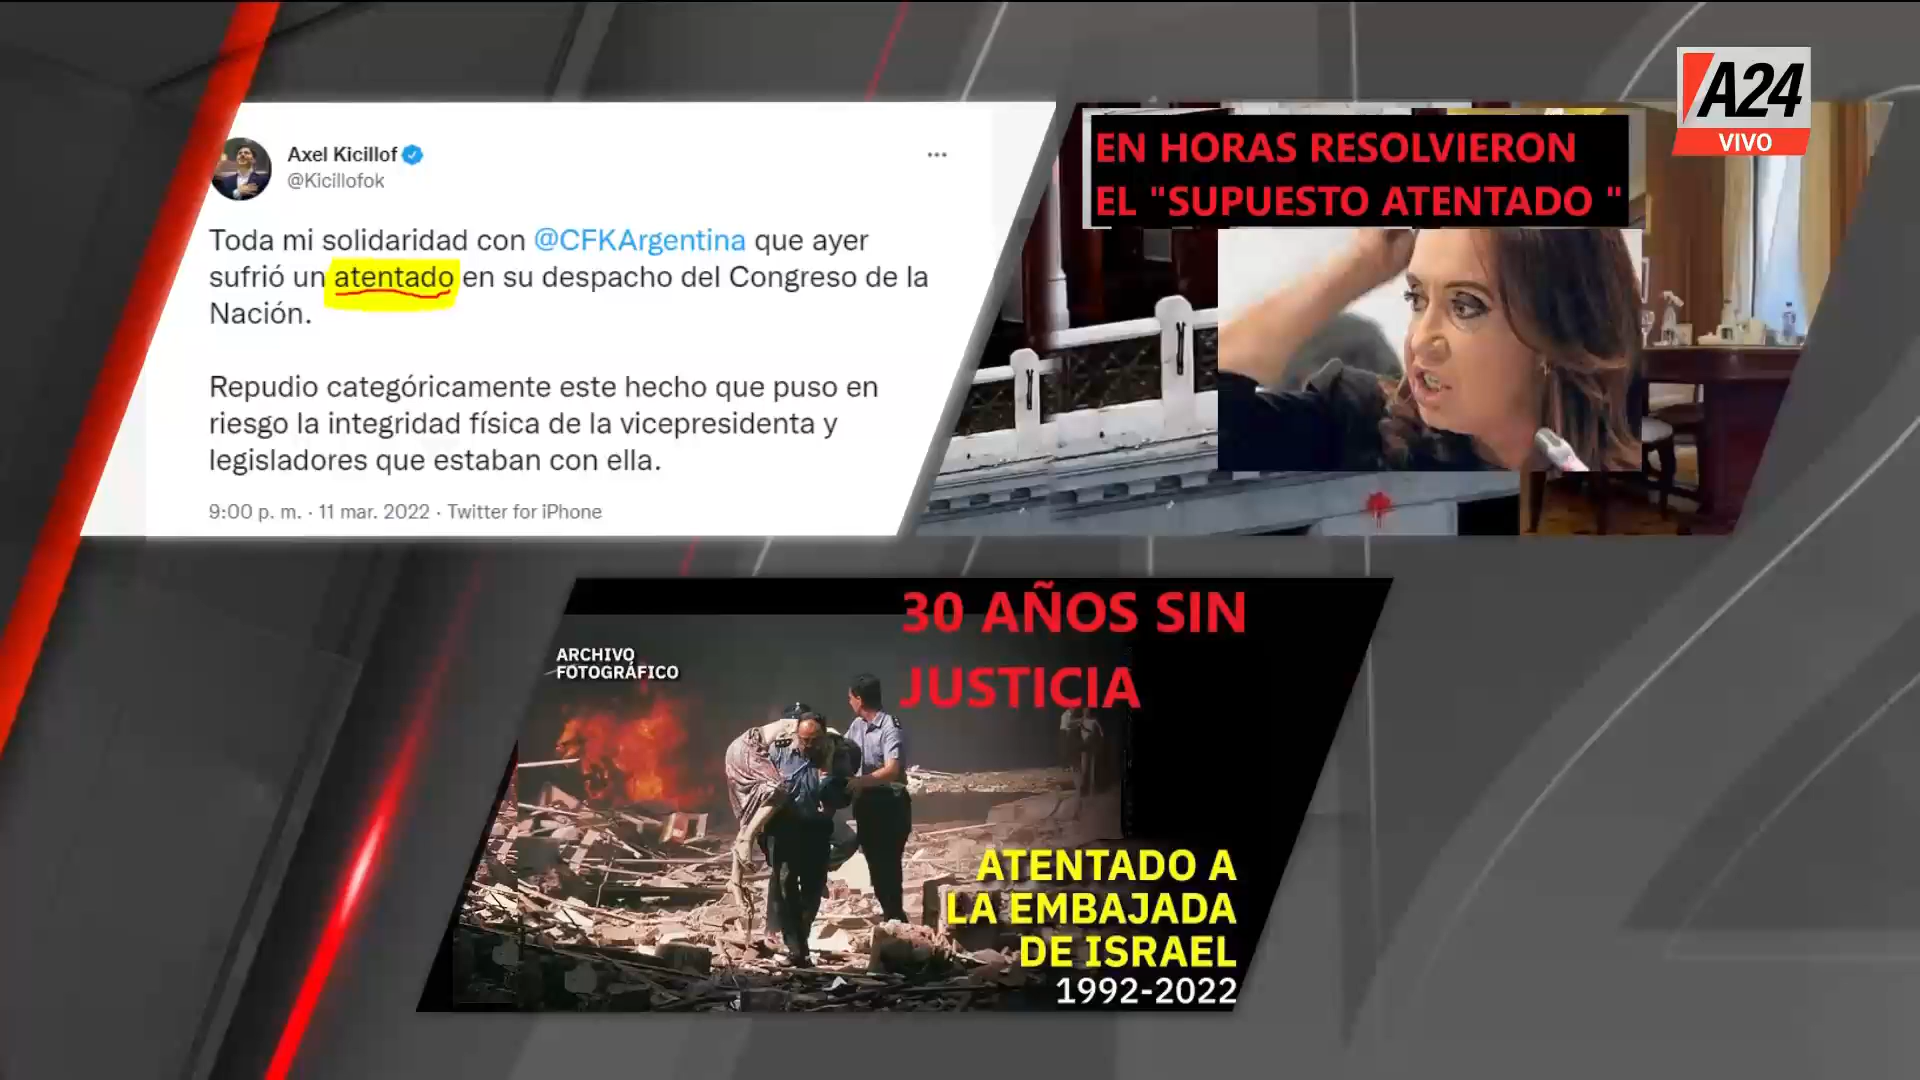 A24
VIVO
Axel Kicillof
@Kicillofok
Toda mi solidaridad con @CFKArgentina que ayer
sufrió un atentado en su despacho del Congreso de la
Nación.
Repudio categóricamente este hecho que puso en
riesgo la integridad física de la vicepresidenta y
legisladores que estaban con ella.
9:00 p. m. · 11 mar. 2022 · Twitter for iPhone
EN HORAS RESOLVIERON
EL "SUPUESTO ATENTADO "
30 AÑOS SIN
JUSTICIA
ARCHIVO
FOTOGRÁFICO
ATENTADO A
LA EMBAJADA
DE ISRAEL
1992-2022